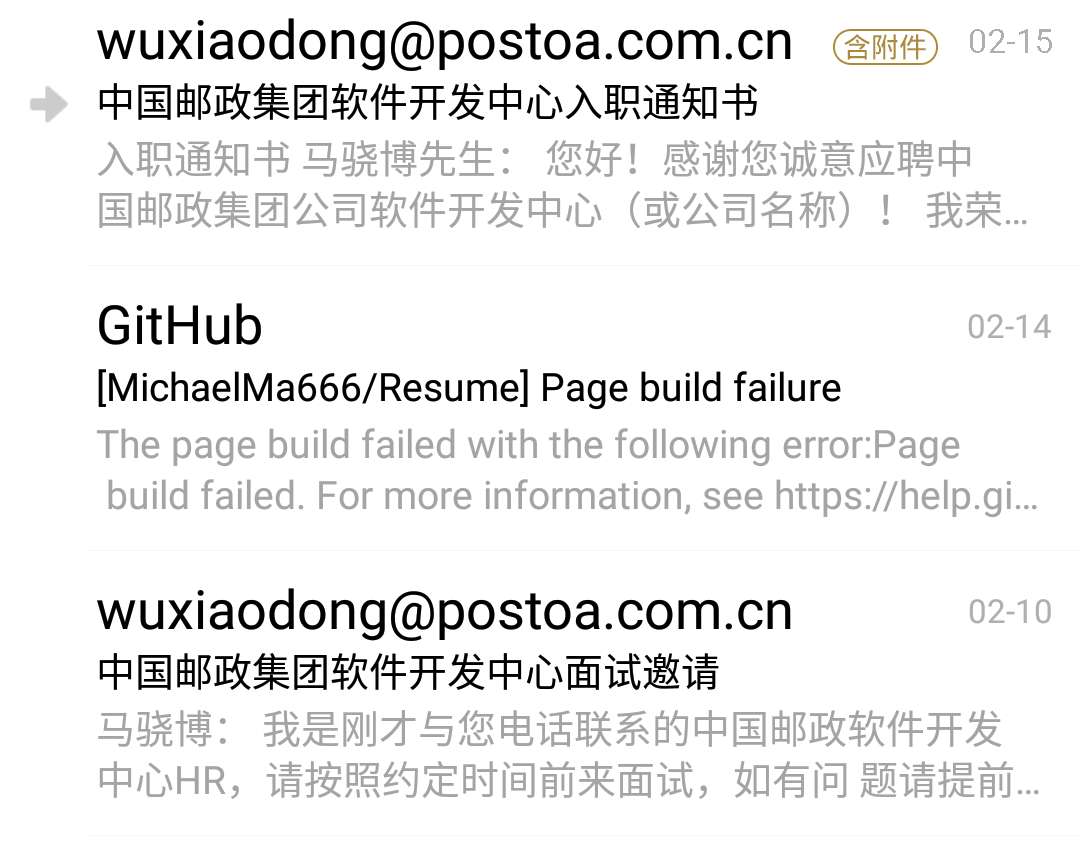 wuxiaodong@postoa.com.cn 含附件 02-15
中国邮政集团软件开发中心入职通知书
入职通知书 马骁博先生： 您好！感谢您诚意应聘中
国邮政集团公司软件开发中心（或公司名称）！ 我荣...
GitHub 02-14
[MichaelMa666/Resume] Page build failure
The page build failed with the following error:Page
build failed. For more information, see https://help.gi...
wuxiaodong@postoa.com.cn 02-10
中国邮政集团软件开发中心面试邀请
马骁博： 我是刚才与您电话联系的中国邮政软件开发
中心HR，请按照约定时间前来面试，如有问 题请提前...